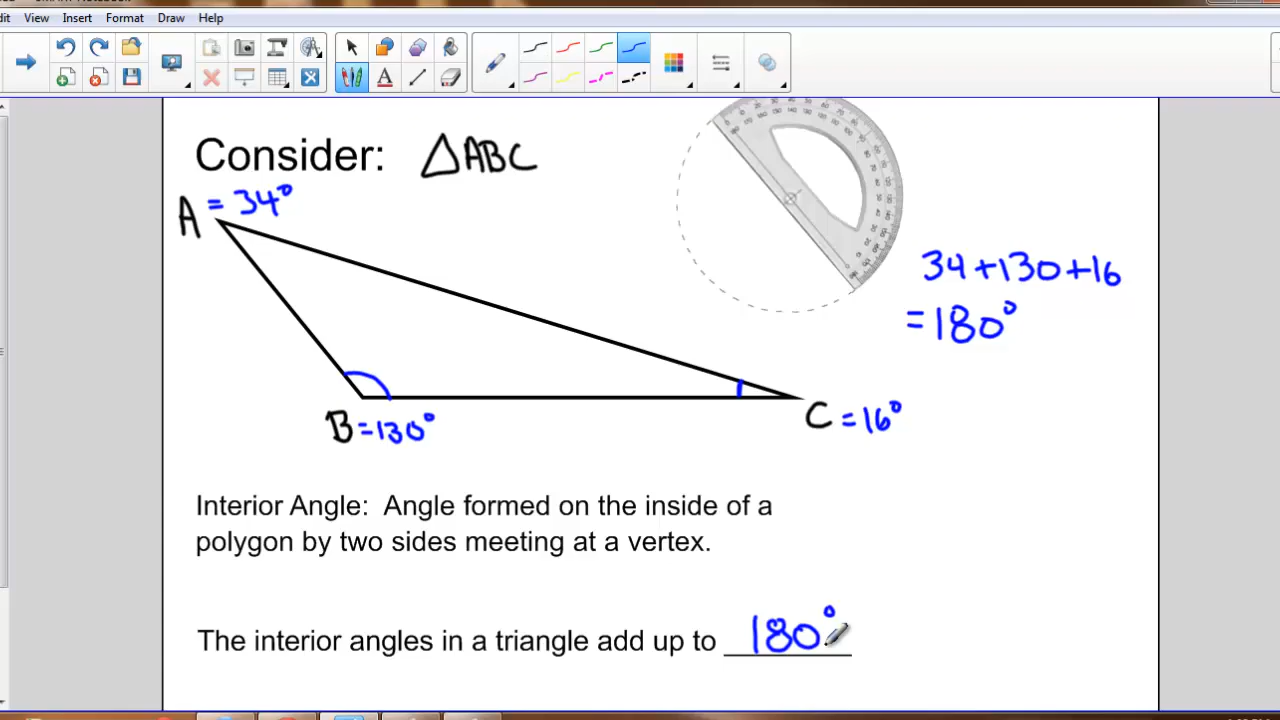 View Insert Format Draw Help
Consider: △ABC
A = 34°
34+130+16
= 180°
B = 130°
C = 16°
Interior Angle: Angle formed on the inside of a
polygon by two sides meeting at a vertex.
The interior angles in a triangle add up to 180°